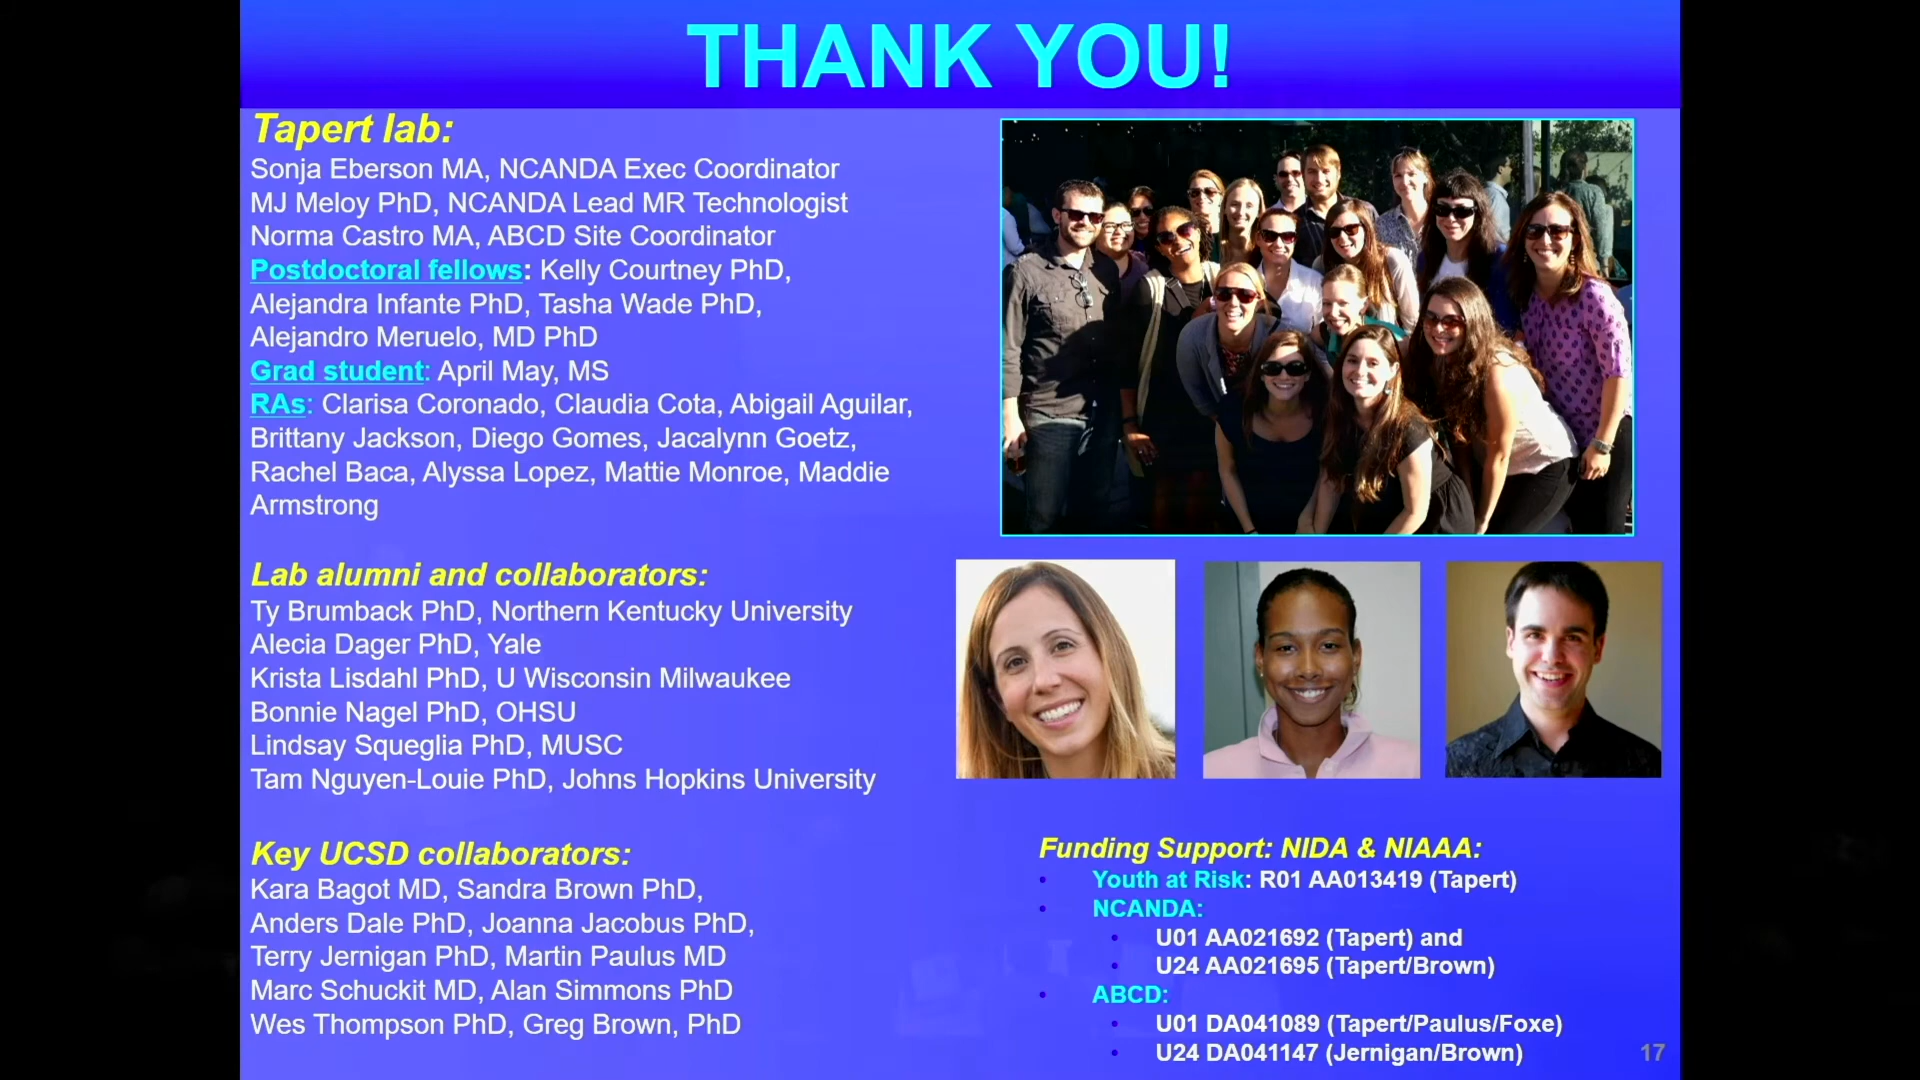 THANK YOU!
Tapert lab:
Sonja Eberson MA, NCANDA Exec Coordinator
MJ Meloy PhD, NCANDA Lead MR Technologist
Norma Castro MA, ABCD Site Coordinator
Postdoctoral fellows: Kelly Courtney PhD,
Alejandra Infante PhD, Tasha Wade PhD,
Alejandro Meruelo, MD PhD
Grad student: April May, MS
RAs: Clarisa Coronado, Claudia Cota, Abigail Aguilar,
Brittany Jackson, Diego Gomes, Jacalynn Goetz,
Rachel Baca, Alyssa Lopez, Mattie Monroe, Maddie
Armstrong
Lab alumni and collaborators:
Ty Brumback PhD, Northern Kentucky University
Alecia Dager PhD, Yale
Krista Lisdahl PhD, U Wisconsin Milwaukee
Bonnie Nagel PhD, OHSU
Lindsay Squeglia PhD, MUSC
Tam Nguyen-Louie PhD, Johns Hopkins University
Key UCSD collaborators:
Kara Bagot MD, Sandra Brown PhD,
Anders Dale PhD, Joanna Jacobus PhD,
Terry Jernigan PhD, Martin Paulus MD
Marc Schuckit MD, Alan Simmons PhD
Wes Thompson PhD, Greg Brown, PhD
Funding Support: NIDA & NIAAA:
• Youth at Risk: R01 AA013419 (Tapert)
• NCANDA:
• U01 AA021692 (Tapert) and
• U24 AA021695 (Tapert/Brown)
• ABCD:
• U01 DA041089 (Tapert/Paulus/Foxe)
• U24 DA041147 (Jernigan/Brown)
17